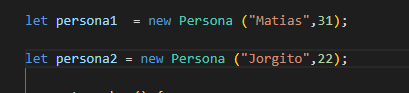 let persona1  = new Persona ("Matias",31);
let persona2 = new Persona ("Jorgito",22);